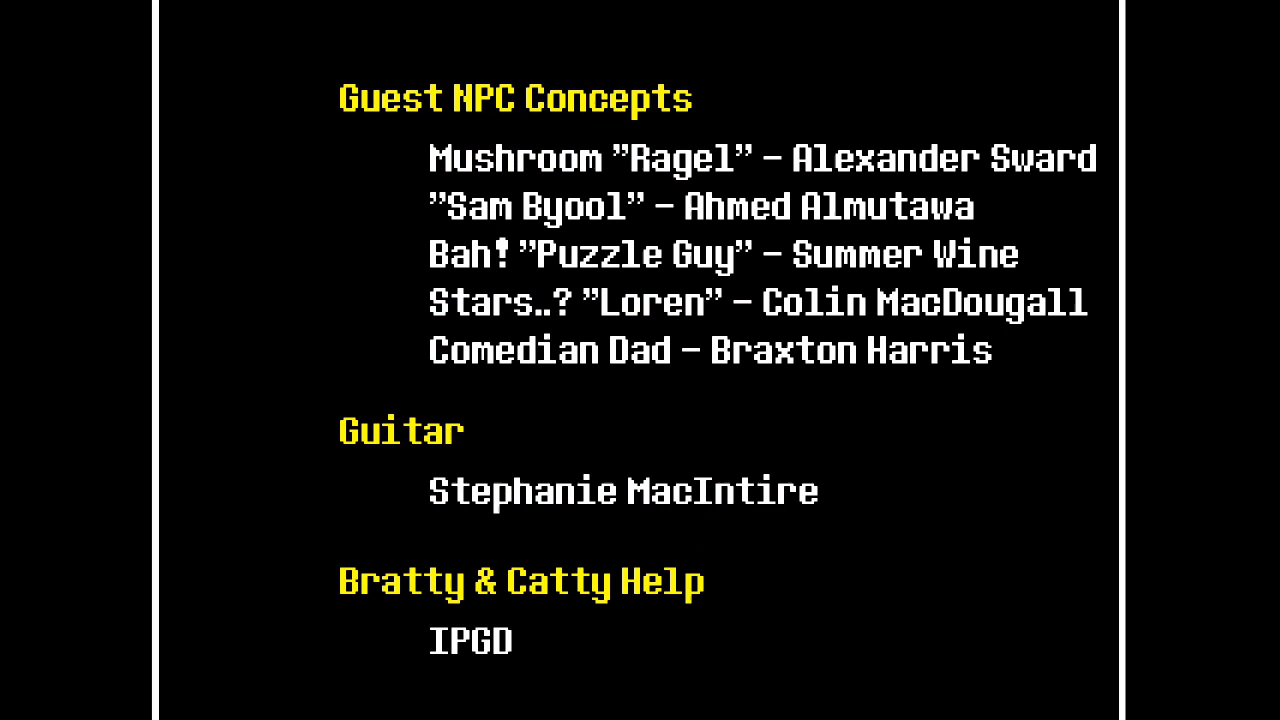 Guest NPC Concepts
Mushroom ”Ragel” - Alexander Sward
”Sam Byool” - Ahmed Almutawa
Bah! ”Puzzle Guy” - Summer Wine
Stars..? ”Loren” - Colin MacDougall
Comedian Dad - Braxton Harris
Guitar
Stephanie MacIntire
Bratty & Catty Help
IPGD